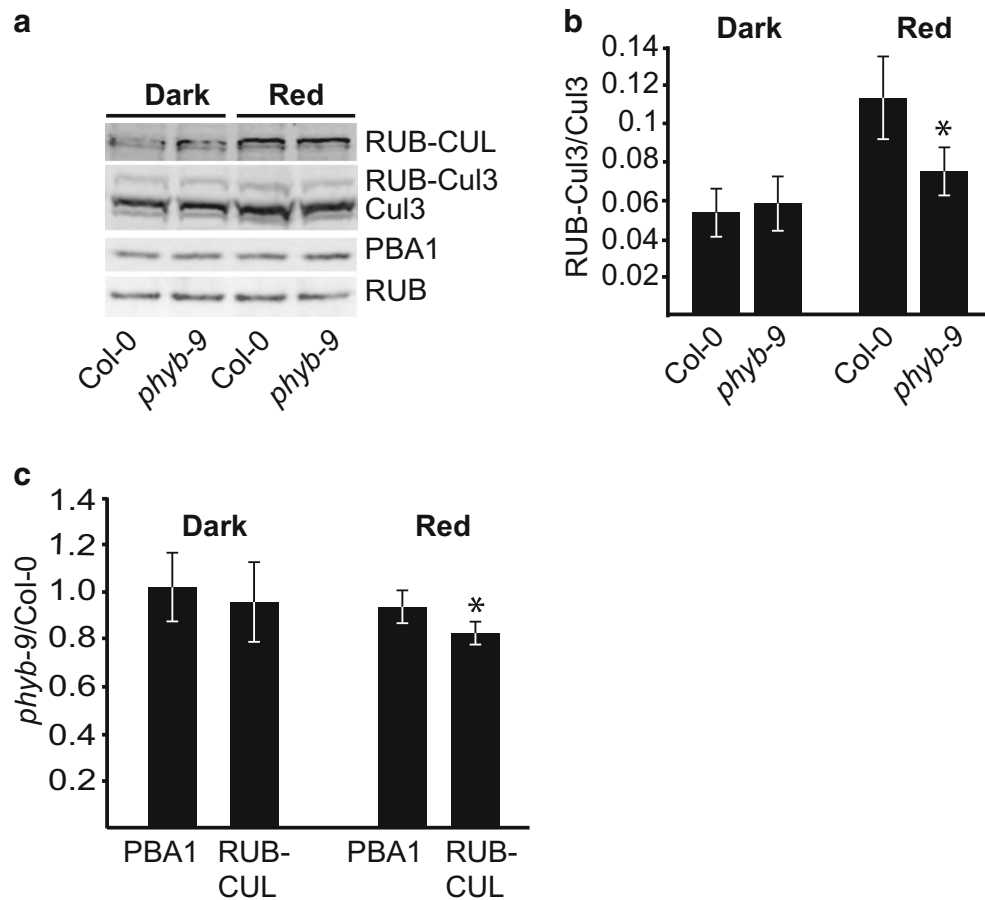 a
Dark Red
RUB-CUL
RUB-Cul3
Cul3
PBA1
RUB
Col-0
phyb-9
Col-0
phyb-9
b
Dark Red
RUB-Cul3/Cul3
0.14
0.12
0.1
0.08
0.06
0.04
0.02
*
Col-0
phyb-9
Col-0
phyb-9
c
Dark Red
phyb-9/Col-0
1.4
1.2
1.0
0.8
0.6
0.4
0.2
*
PBA1 RUB- PBA1 RUB-
CUL CUL